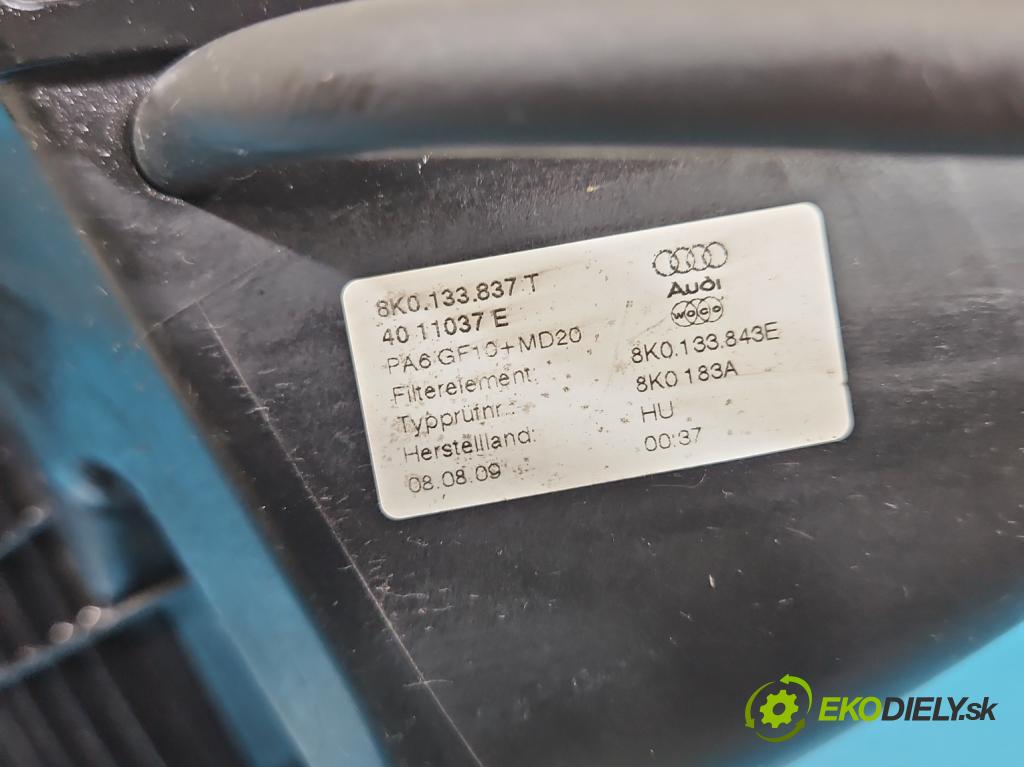 8K0.133.837 T
40 11037 E
PA6 GF10+MD20
Filterelement: 8K0.133.843E
Typprüfnr.: 8K0 183A
Herstellland: HU
08.08.09 00:37
Audi
woco
EKODIELY.sk